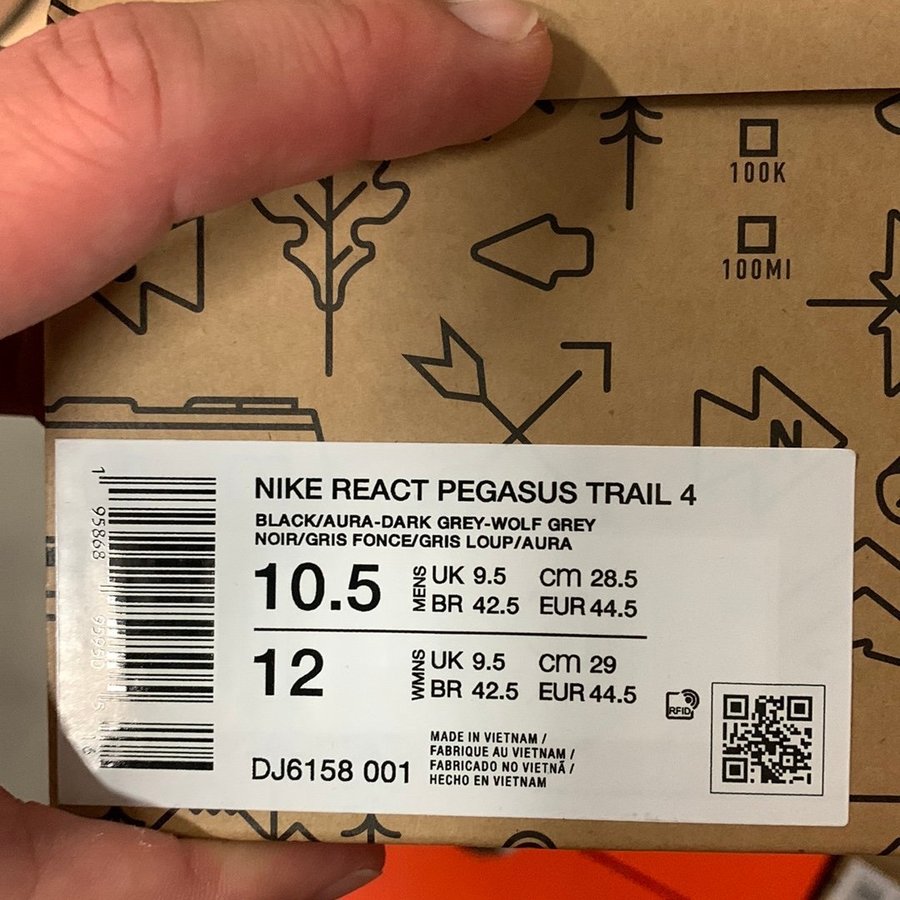 100K
100MI
N
NIKE REACT PEGASUS TRAIL 4
BLACK/AURA-DARK GREY-WOLF GREY
NOIR/GRIS FONCE/GRIS LOUP/AURA
10.5 MENS UK 9.5 CM 28.5
BR 42.5 EUR 44.5
12 WMNS UK 9.5 CM 29
BR 42.5 EUR 44.5
RFID
DJ6158 001
MADE IN VIETNAM /
FABRIQUE AU VIETNAM /
FABRICADO NO VIETNÃ /
HECHO EN VIETNAM
1 95868